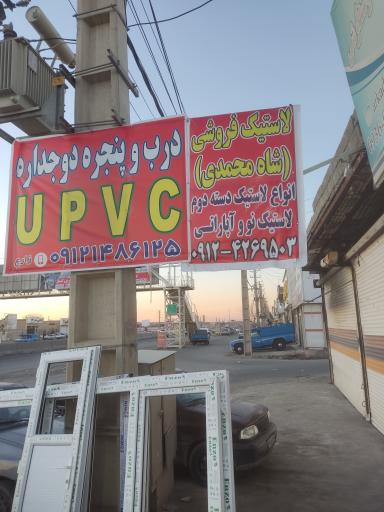 درب و پنجره دوجداره
UPVC
۰۹۱۲۱۴۸۶۱۲۵
لاستیک فروشی
(شاه محمدی)
انواع لاستیک دسته دوم
لاستیک نو و آپاراتی
۰۹۱۲-۴۲۶۹۵۰۳